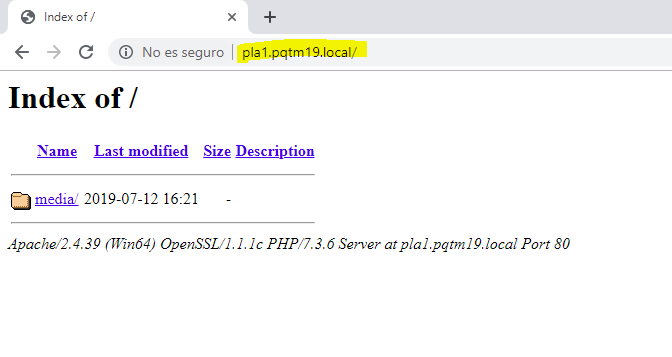 Index of /
No es seguro | pla1.pqtm19.local/
Index of /
Name Last modified Size Description
media/ 2019-07-12 16:21 -
Apache/2.4.39 (Win64) OpenSSL/1.1.1c PHP/7.3.6 Server at pla1.pqtm19.local Port 80